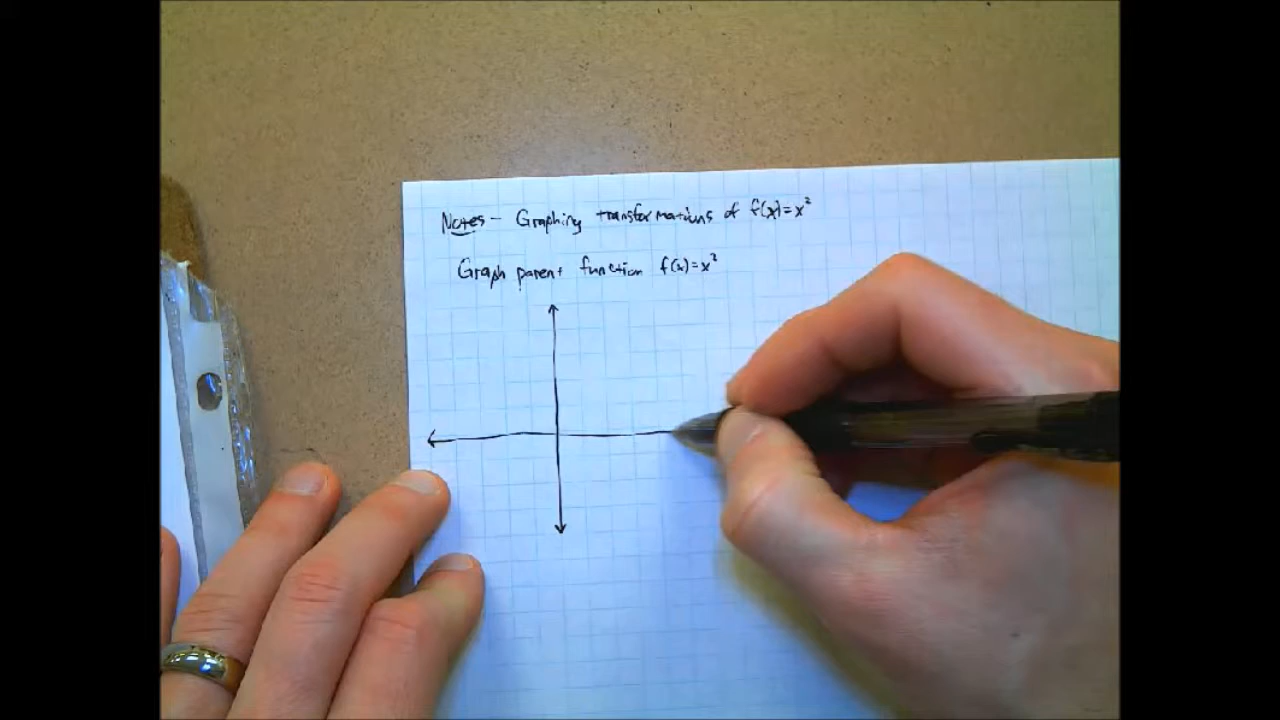 Notes - Graphing transformations of f(x)=x²
Graph parent function f(x)=x²